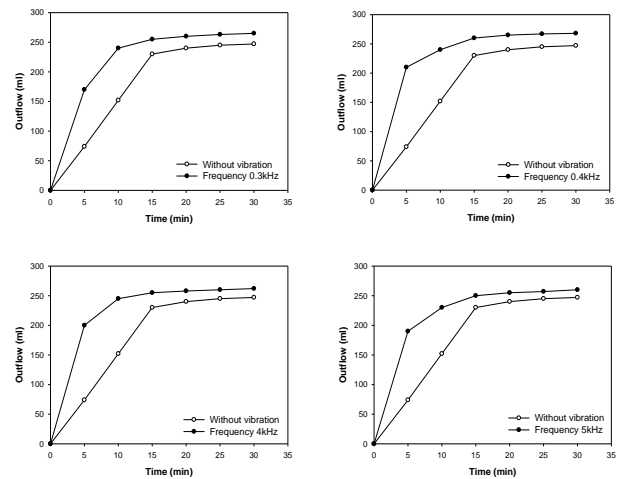 300
250
200
150
100
50
0
Outflow (ml)
Without vibration
Frequency 0.3kHz
0 5 10 15 20 25 30 35
Time (min)
300
250
200
150
100
50
0
Outflow (ml)
Without vibration
Frequency 0.4kHz
0 5 10 15 20 25 30 35
Time (min)
300
250
200
150
100
50
0
Outflow (ml)
Without vibration
Frequency 4kHz
0 5 10 15 20 25 30 35
Time (min)
300
250
200
150
100
50
0
Outflow (ml)
Without vibration
Frequency 5kHz
0 5 10 15 20 25 30 35
Time (min)